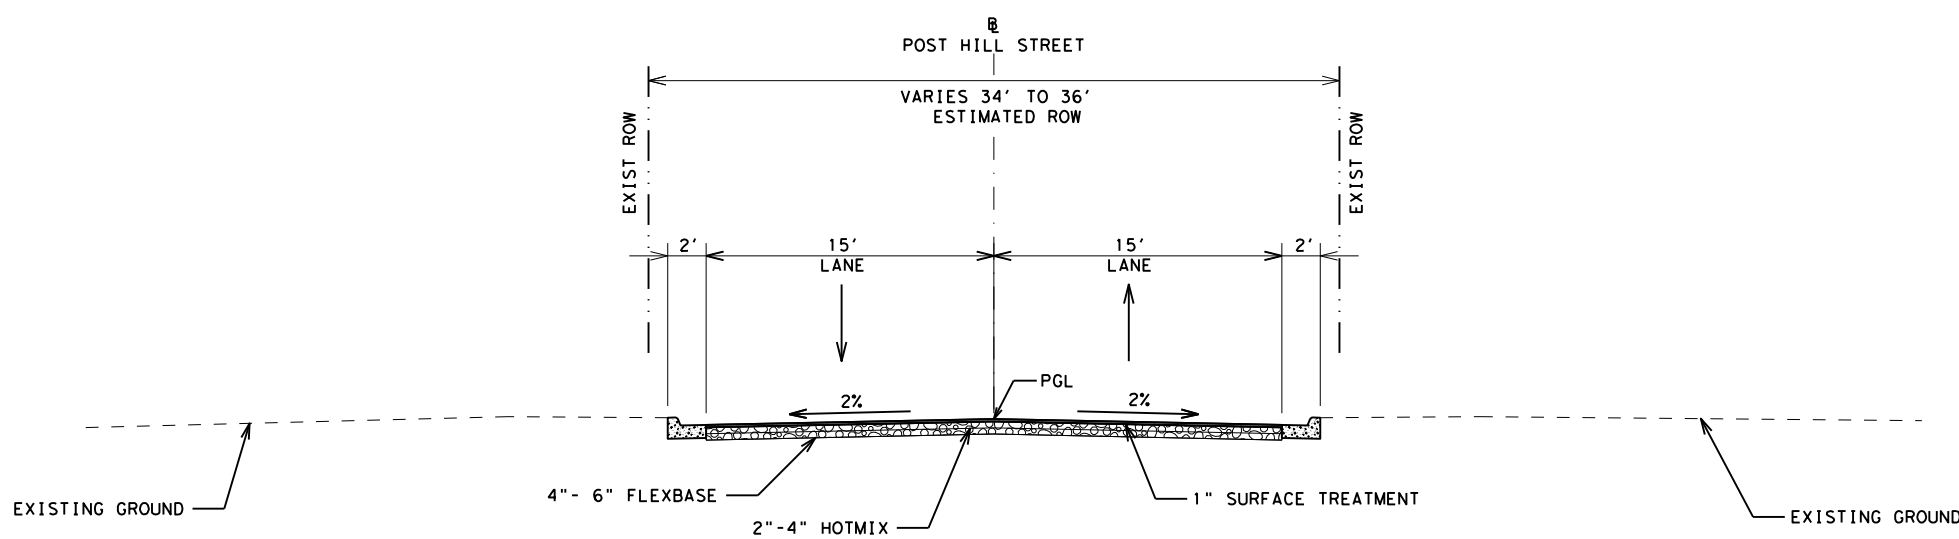 BL
POST HILL STREET
VARIES 34' TO 36'
ESTIMATED ROW
EXIST ROW
EXIST ROW
2'
15'
LANE
15'
LANE
2'
PGL
2%
2%
4"- 6" FLEXBASE
1" SURFACE TREATMENT
EXISTING GROUND
2"-4" HOTMIX
EXISTING GROUND